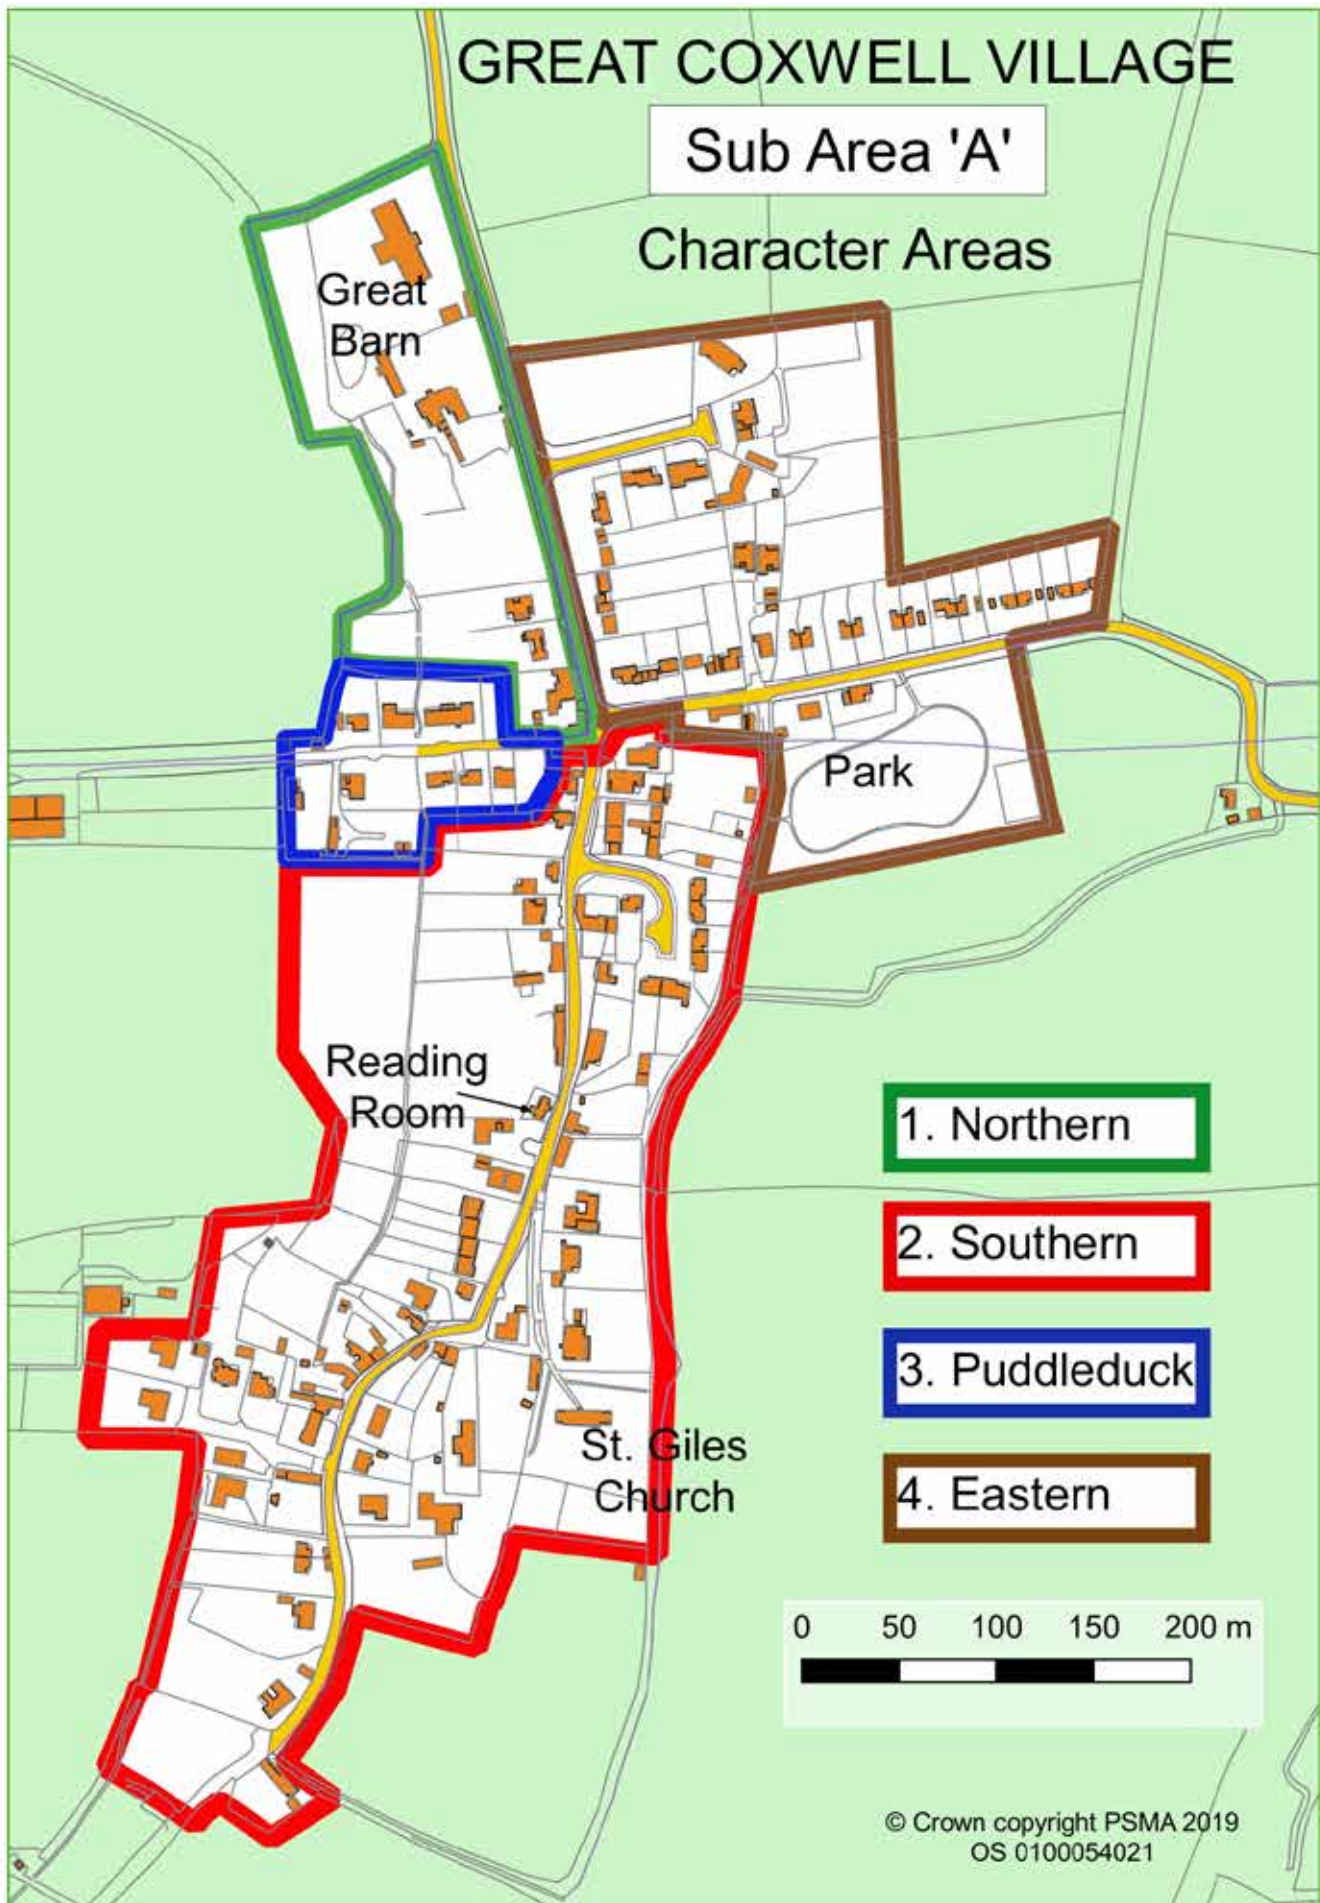 GREAT COXWELL VILLAGE
Sub Area 'A'
Character Areas
Great
Barn
Park
Reading
Room
1. Northern
2. Southern
3. Puddleduck
4. Eastern
St. Giles
Church
0 50 100 150 200 m
© Crown copyright PSMA 2019
OS 0100054021